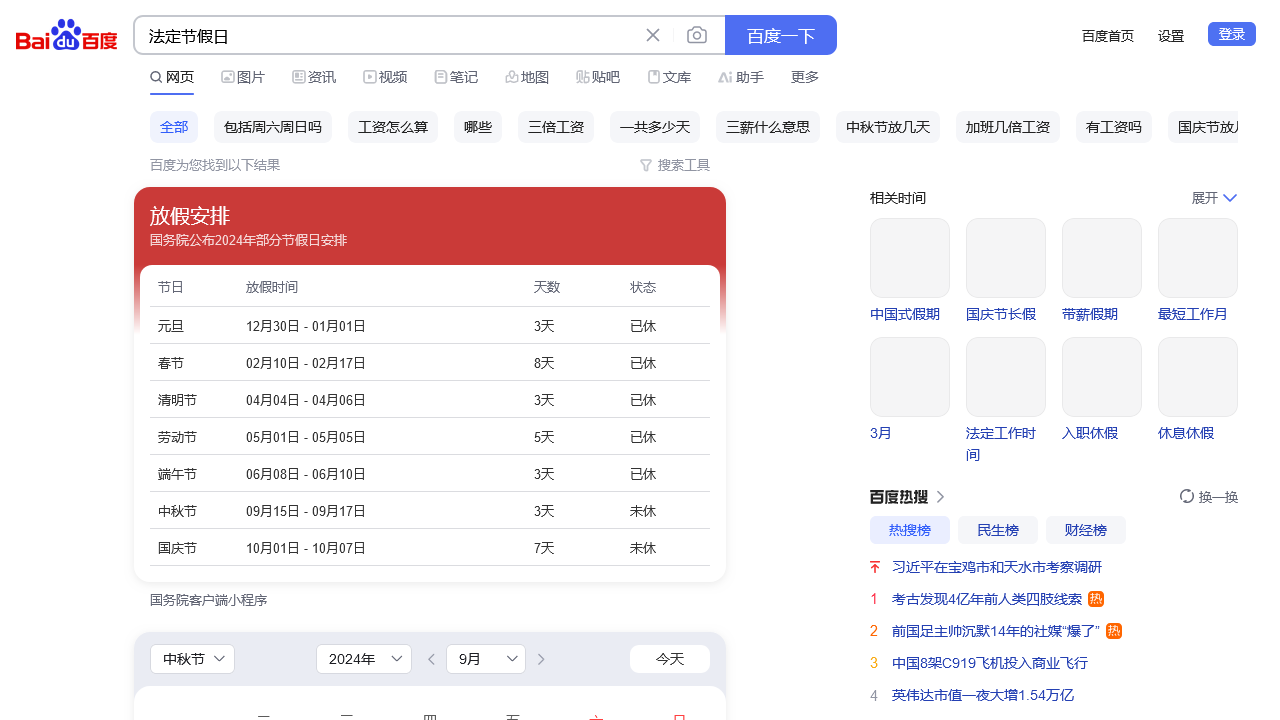 Bai du 百度
法定节假日
百度一下
百度首页 设置 登录
网页 图片 资讯 视频 笔记 地图 贴吧 文库 助手 更多
全部 包括周六周日吗 工资怎么算 哪些 三倍工资 一共多少天 三薪什么意思 中秋节放几天 加班几倍工资 有工资吗 国庆节放
百度为您找到以下结果 搜索工具
放假安排
国务院公布2024年部分节假日安排
节日 放假时间 天数 状态
元旦 12月30日 - 01月01日 3天 已休
春节 02月10日 - 02月17日 8天 已休
清明节 04月04日 - 04月06日 3天 已休
劳动节 05月01日 - 05月05日 5天 已休
端午节 06月08日 - 06月10日 3天 已休
中秋节 09月15日 - 09月17日 3天 未休
国庆节 10月01日 - 10月07日 7天 未休
国务院客户端小程序
中秋节 2024年 9月 今天
相关时间 展开
中国式假期 国庆节长假 带薪假期 最短工作月
3月 法定工作时间 入职休假 休息休假
百度热搜 换一换
热搜榜 民生榜 财经榜
习近平在宝鸡市和天水市考察调研
1 考古发现4亿年前人类四肢线索 热
2 前国足主帅沉默14年的社媒“爆了” 热
3 中国8架C919飞机投入商业飞行
4 英伟达市值一夜大增1.54万亿